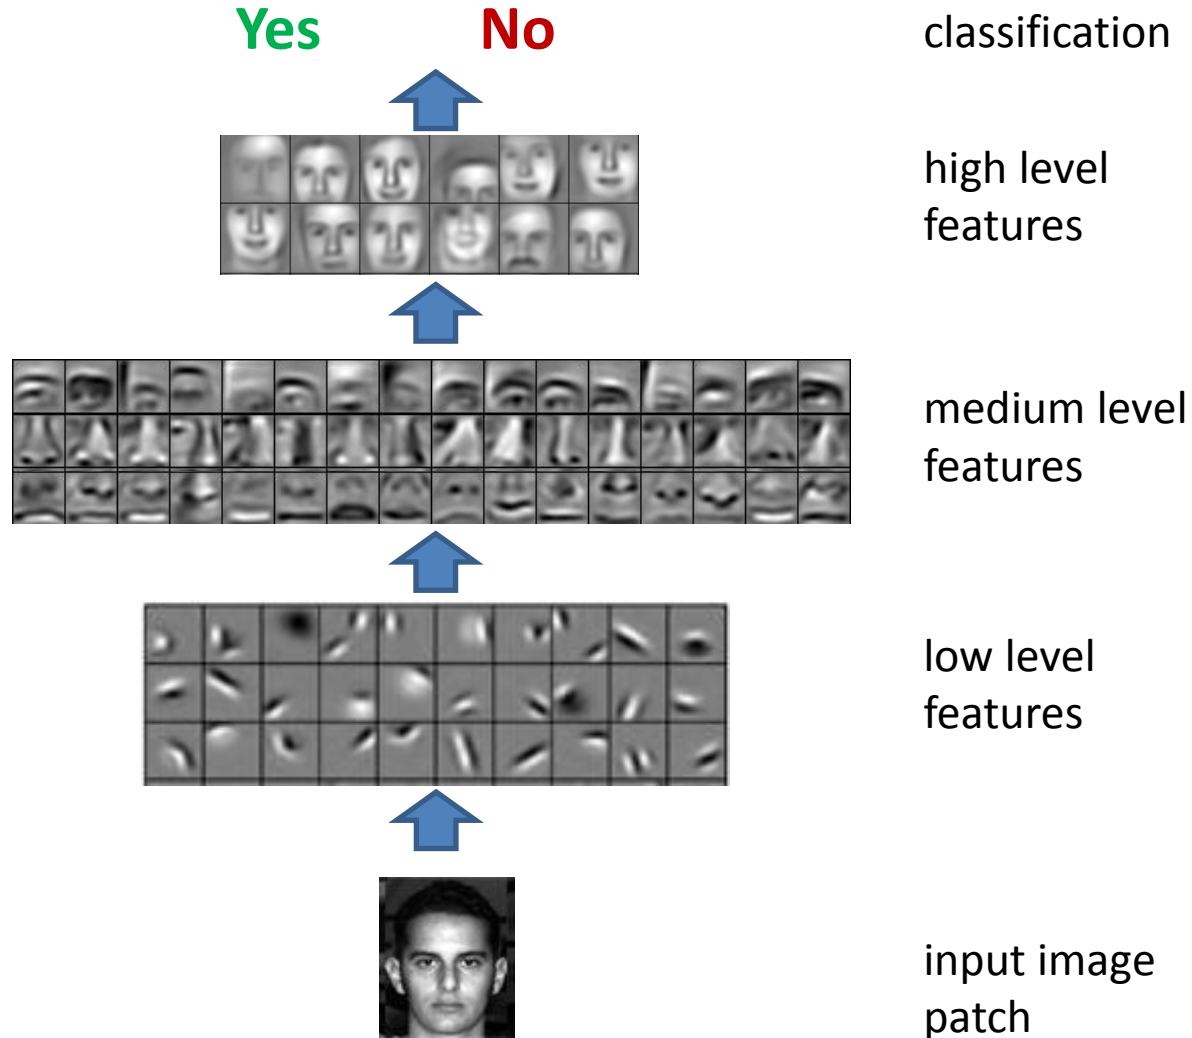 Yes No
classification
high level
features
medium level
features
low level
features
input image
patch